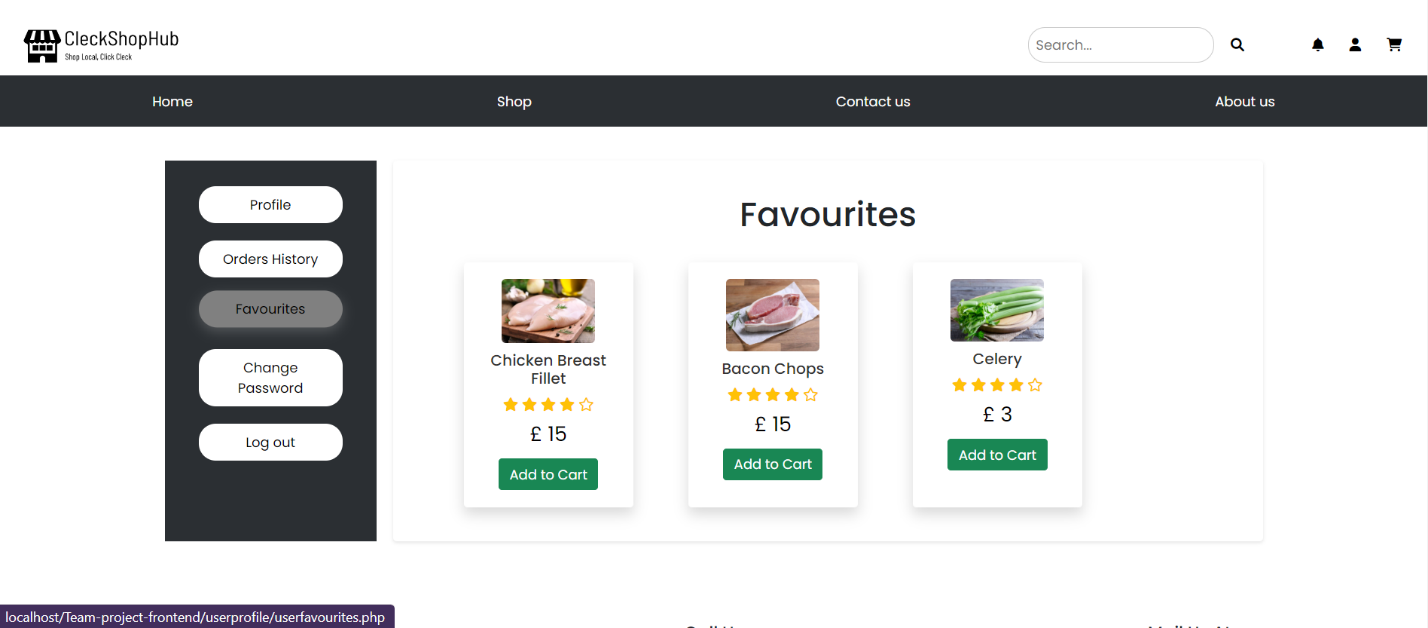 CleckShopHub
Shop Local, Click Cleck
Search...
Home
Shop
Contact us
About us
Profile
Orders History
Favourites
Change
Password
Log out
Favourites
Chicken Breast
Fillet
£ 15
Add to Cart
Bacon Chops
£ 15
Add to Cart
Celery
£ 3
Add to Cart
localhost/Team-project-frontend/userprofile/userfavourites.php